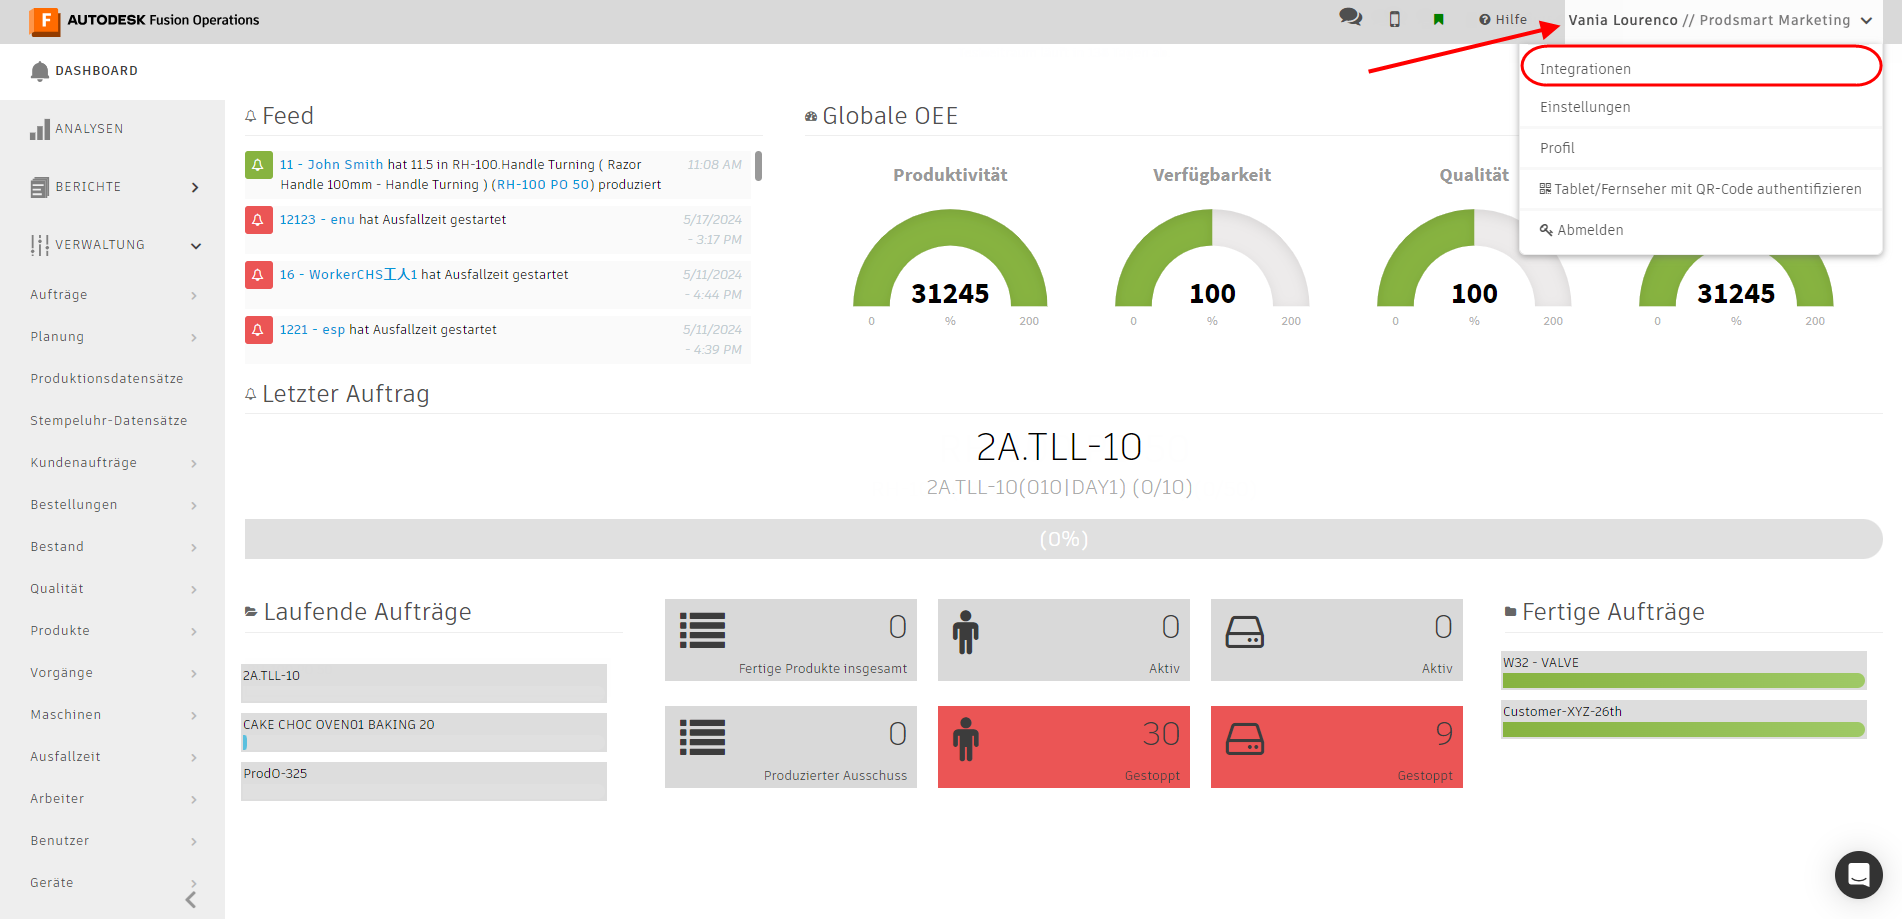 F AUTODESK Fusion Operations
Hilfe
Vania Lourenco // Prodsmart Marketing
DASHBOARD
ANALYSEN
BERICHTE
VERWALTUNG
Aufträge
Planung
Produktionsdatensätze
Stempeluhr-Datensätze
Kundenaufträge
Bestellungen
Bestand
Qualität
Produkte
Vorgänge
Maschinen
Ausfallzeit
Arbeiter
Benutzer
Geräte
Integrationen
Einstellungen
Profil
Tablet/Fernseher mit QR-Code authentifizieren
Abmelden
Feed
11 - John Smith hat 11.5 in RH-100.Handle Turning ( Razor
Handle 100mm - Handle Turning ) (RH-100 PO 50) produziert
11:08 AM
12123 - enu hat Ausfallzeit gestartet
5/17/2024
- 3:17 PM
16 - WorkerCHS工人1 hat Ausfallzeit gestartet
5/11/2024
- 4:44 PM
1221 - esp hat Ausfallzeit gestartet
5/11/2024
- 4:39 PM
Globale OEE
Produktivität
31245
0 % 200
Verfügbarkeit
100
0 % 200
Qualität
100
0 % 200
31245
0 % 200
Letzter Auftrag
2A.TLL-10
2A.TLL-10(010|DAY1) (0/10)
(0%)
Laufende Aufträge
2A.TLL-10
CAKE CHOC OVEN01 BAKING 20
ProdO-325
0
Fertige Produkte insgesamt
0
Aktiv
0
Aktiv
0
Produzierter Ausschuss
30
Gestoppt
9
Gestoppt
Fertige Aufträge
W32 - VALVE
Customer-XYZ-26th